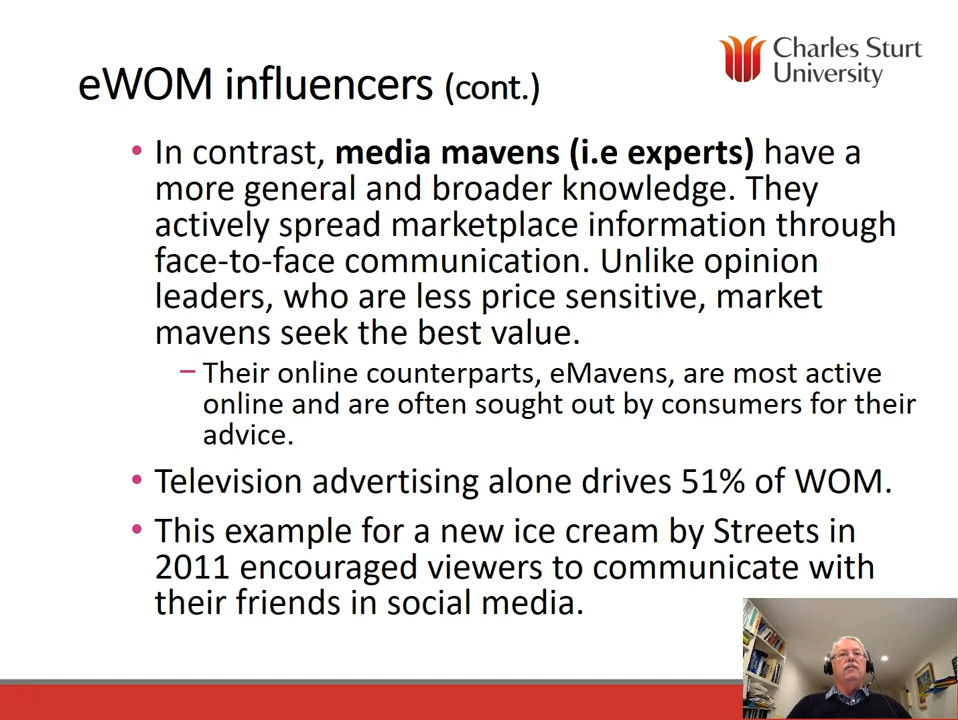 Charles Sturt
University
eWOM influencers (cont.)
• In contrast, media mavens (i.e experts) have a
more general and broader knowledge. They
actively spread marketplace information through
face-to-face communication. Unlike opinion
leaders, who are less price sensitive, market
mavens seek the best value.
– Their online counterparts, eMavens, are most active
online and are often sought out by consumers for their
advice.
• Television advertising alone drives 51% of WOM.
• This example for a new ice cream by Streets in
2011 encouraged viewers to communicate with
their friends in social media.